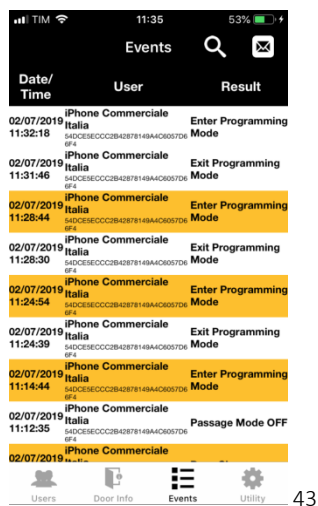 TIM 11:35 53%
Events
Date/ Time User Result
02/07/2019 11:32:18 iPhone Commerciale Italia 54DCE5ECCC2B42878149A4C6057D6 6F4 Enter Programming Mode
02/07/2019 11:31:46 iPhone Commerciale Italia 54DCE5ECCC2B42878149A4C6057D6 6F4 Exit Programming Mode
02/07/2019 11:28:44 iPhone Commerciale Italia 54DCE5ECCC2B42878149A4C6057D6 6F4 Enter Programming Mode
02/07/2019 11:28:30 iPhone Commerciale Italia 54DCE5ECCC2B42878149A4C6057D6 6F4 Exit Programming Mode
02/07/2019 11:24:54 iPhone Commerciale Italia 54DCE5ECCC2B42878149A4C6057D6 6F4 Enter Programming Mode
02/07/2019 11:24:39 iPhone Commerciale Italia 54DCE5ECCC2B42878149A4C6057D6 6F4 Exit Programming Mode
02/07/2019 11:14:44 iPhone Commerciale Italia 54DCE5ECCC2B42878149A4C6057D6 6F4 Enter Programming Mode
02/07/2019 11:12:35 iPhone Commerciale Italia 54DCE5ECCC2B42878149A4C6057D6 6F4 Passage Mode OFF
02/07/2019 iPhone Commerciale
Users Door Info Events Utility
43